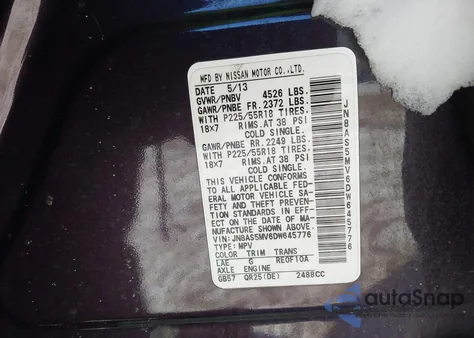 MFD BY NISSAN MOTOR CO.,LTD.
DATE 5/13
GVWR/PNBV 4526 LBS.
GAWR/PNBE FR. 2372 LBS.
WITH P225/55R18 TIRES.
18X7 RIMS.AT 38 PSI
COLD SINGLE.
GAWR/PNBE RR. 2249 LBS.
WITH P225/55R18 TIRES.
18X7 RIMS.AT 38 PSI
COLD SINGLE.
THIS VEHICLE CONFORMS
TO ALL APPLICABLE FED-
ERAL MOTOR VEHICLE SA-
FETY AND THEFT PREVEN-
TION STANDARDS IN EFF-
ECT ON THE DATE OF MA-
NUFACTURE SHOWN ABOVE.
VIN:JN8AS5MV6DW645776
TYPE: MPV
COLOR TRIM TRANS
LAE G RE0F10A
AXLE ENGINE
GB57 QR25(DE) 2488CC
JN8AS5MV6DW645776
autoSnap